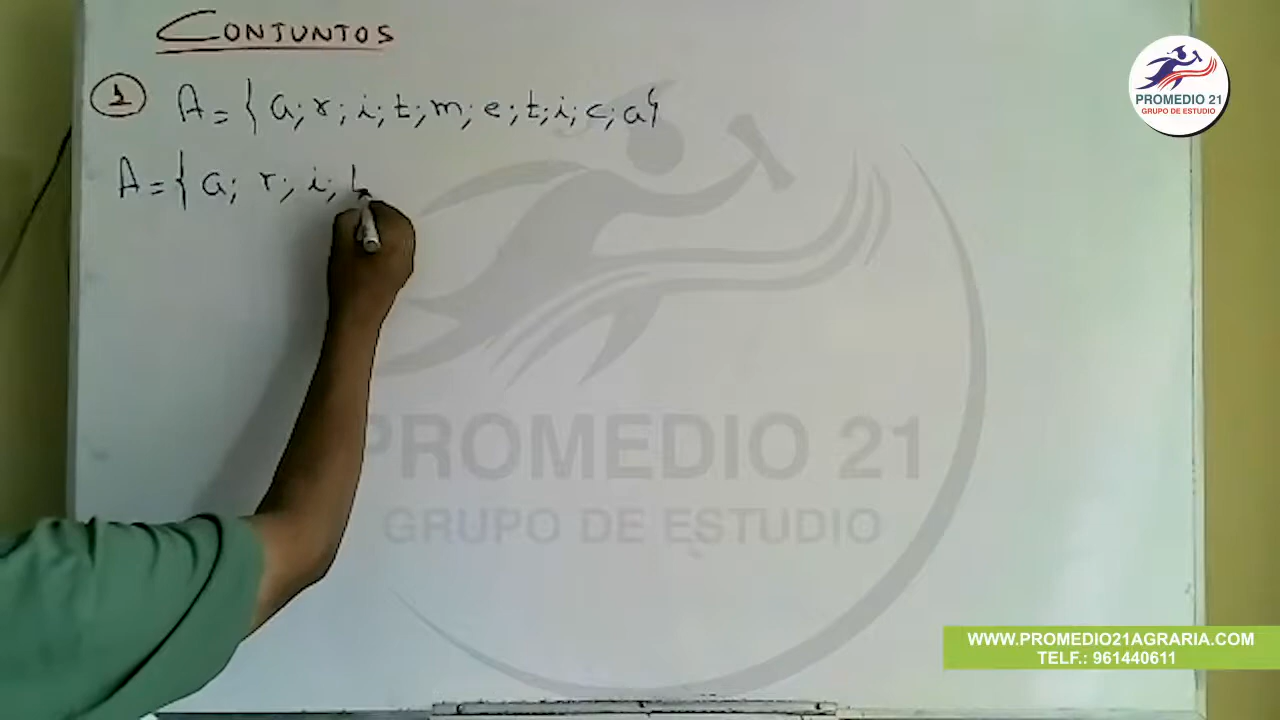 CONJUNTOS
1 A = { a; r; i; t; m; e; t; i; c; a}
A = { a; r; i; t
PROMEDIO 21
GRUPO DE ESTUDIO
PROMEDIO 21
GRUPO DE ESTUDIO
WWW.PROMEDIO21AGRARIA.COM
TELF.: 961440611